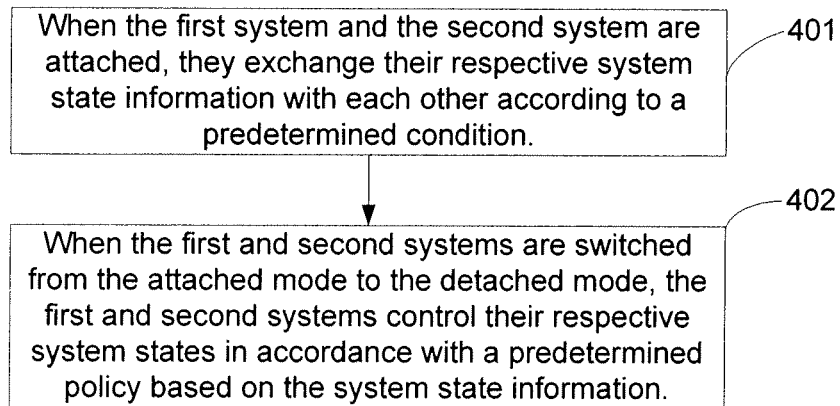 When the first system and the second system are
attached, they exchange their respective system
state information with each other according to a
predetermined condition.
401
When the first and second systems are switched
from the attached mode to the detached mode, the
first and second systems control their respective
system states in accordance with a predetermined
policy based on the system state information.
402